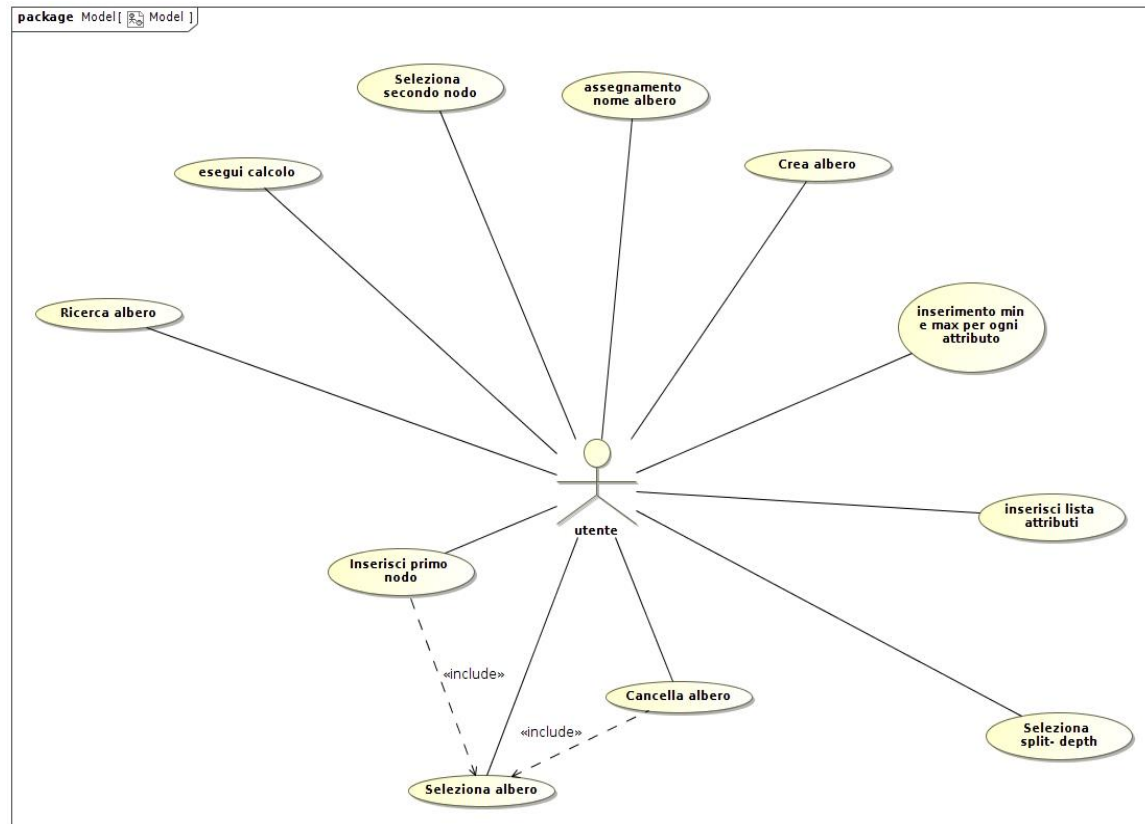 package Model [ Model ]
Seleziona
secondo nodo
assegnamento
nome albero
Crea albero
esegui calcolo
inserimento min
e max per ogni
attributo
Ricerca albero
inserisci lista
attributi
utente
Inserisci primo
nodo
«include»
Cancella albero
«include»
Seleziona
split- depth
Seleziona albero